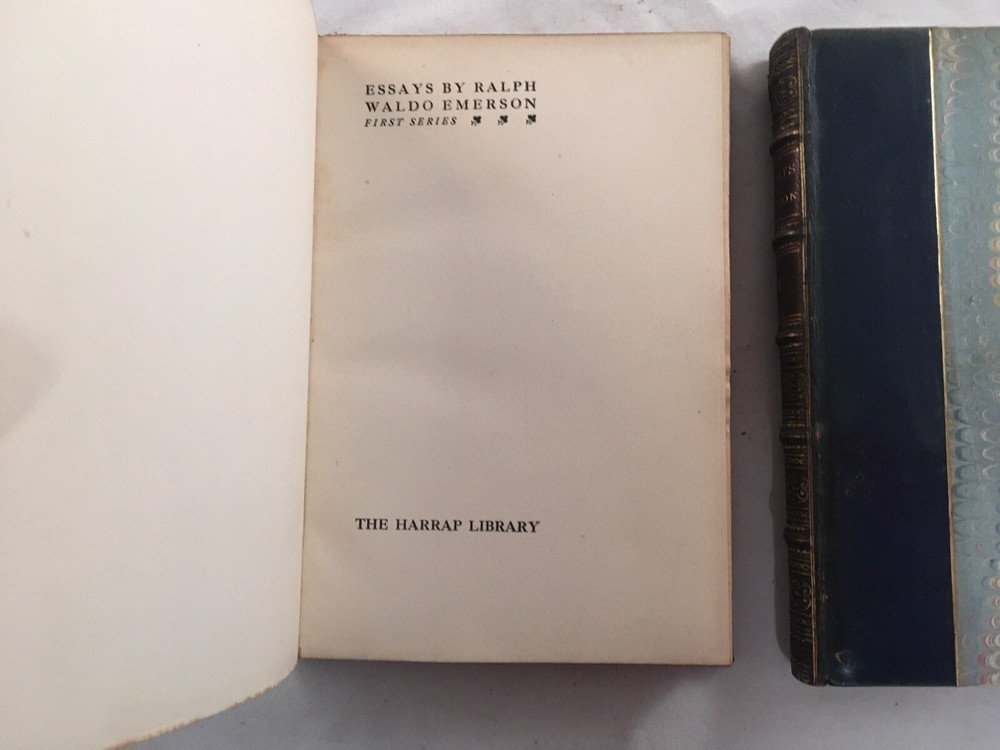 ESSAYS BY RALPH
WALDO EMERSON
FIRST SERIES
THE HARRAP LIBRARY